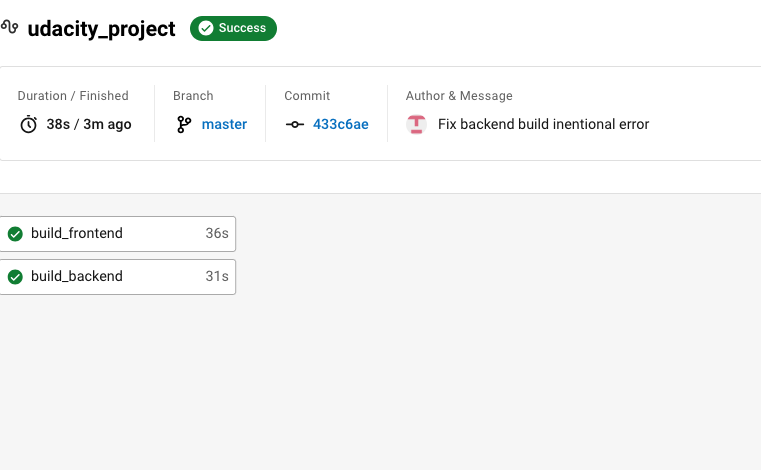 udacity_project Success
Duration / Finished Branch Commit Author & Message
38s / 3m ago master 433c6ae Fix backend build inentional error
build_frontend 36s
build_backend 31s